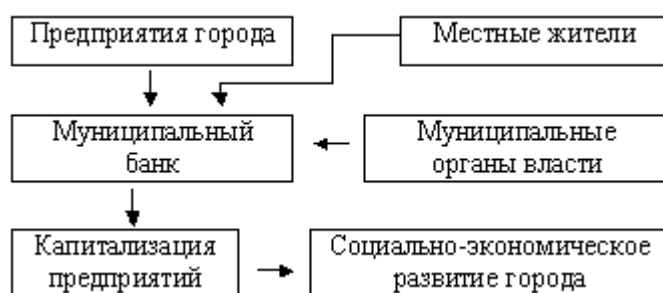 Предприятия города
Местные жители
Муниципальный
банк
Муниципальные
органы власти
Капитализация
предприятий
Социально-экономическое
развитие города